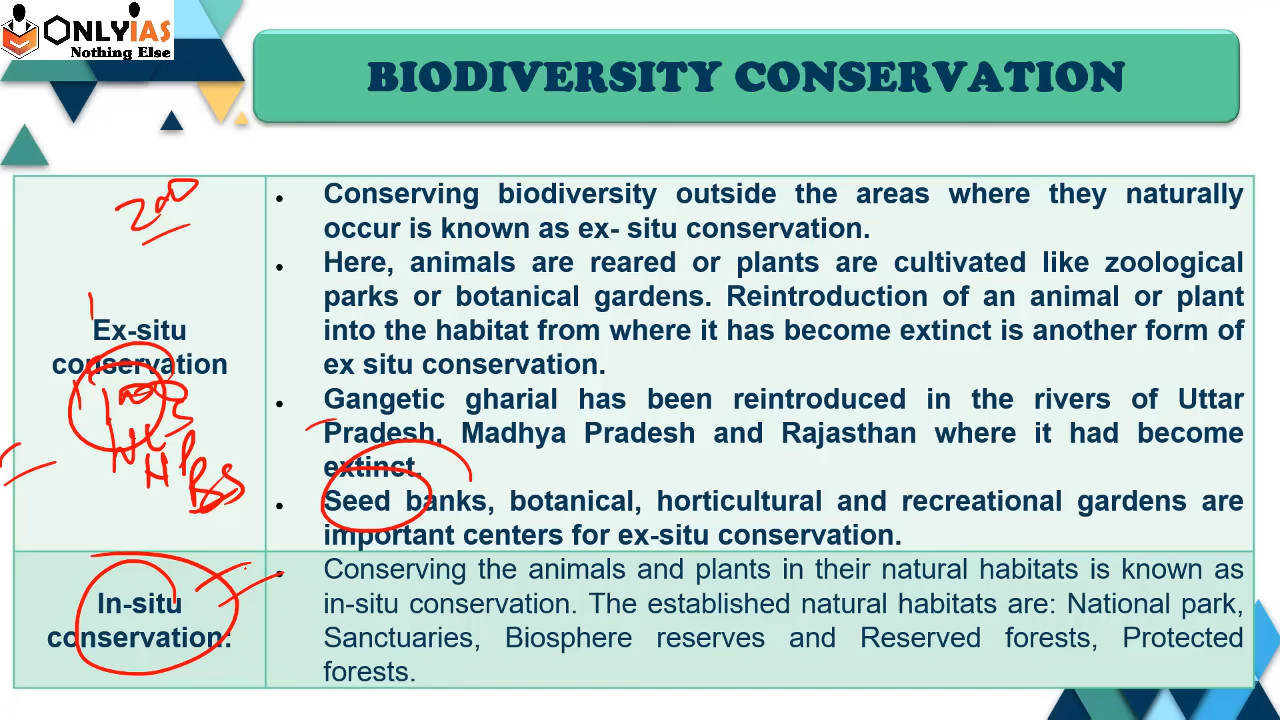 ONLYIAS
Nothing Else
BIODIVERSITY CONSERVATION
200
Ex-situ
conservation
Conserving biodiversity outside the areas where they naturally
occur is known as ex- situ conservation.
Here, animals are reared or plants are cultivated like zoological
parks or botanical gardens. Reintroduction of an animal or plant
into the habitat from where it has become extinct is another form of
ex situ conservation.
Gangetic gharial has been reintroduced in the rivers of Uttar
Pradesh, Madhya Pradesh and Rajasthan where it had become
extinct.
Seed banks, botanical, horticultural and recreational gardens are
important centers for ex-situ conservation.
BS
In-situ
conservation:
Conserving the animals and plants in their natural habitats is known as
in-situ conservation. The established natural habitats are: National park,
Sanctuaries, Biosphere reserves and Reserved forests, Protected
forests.